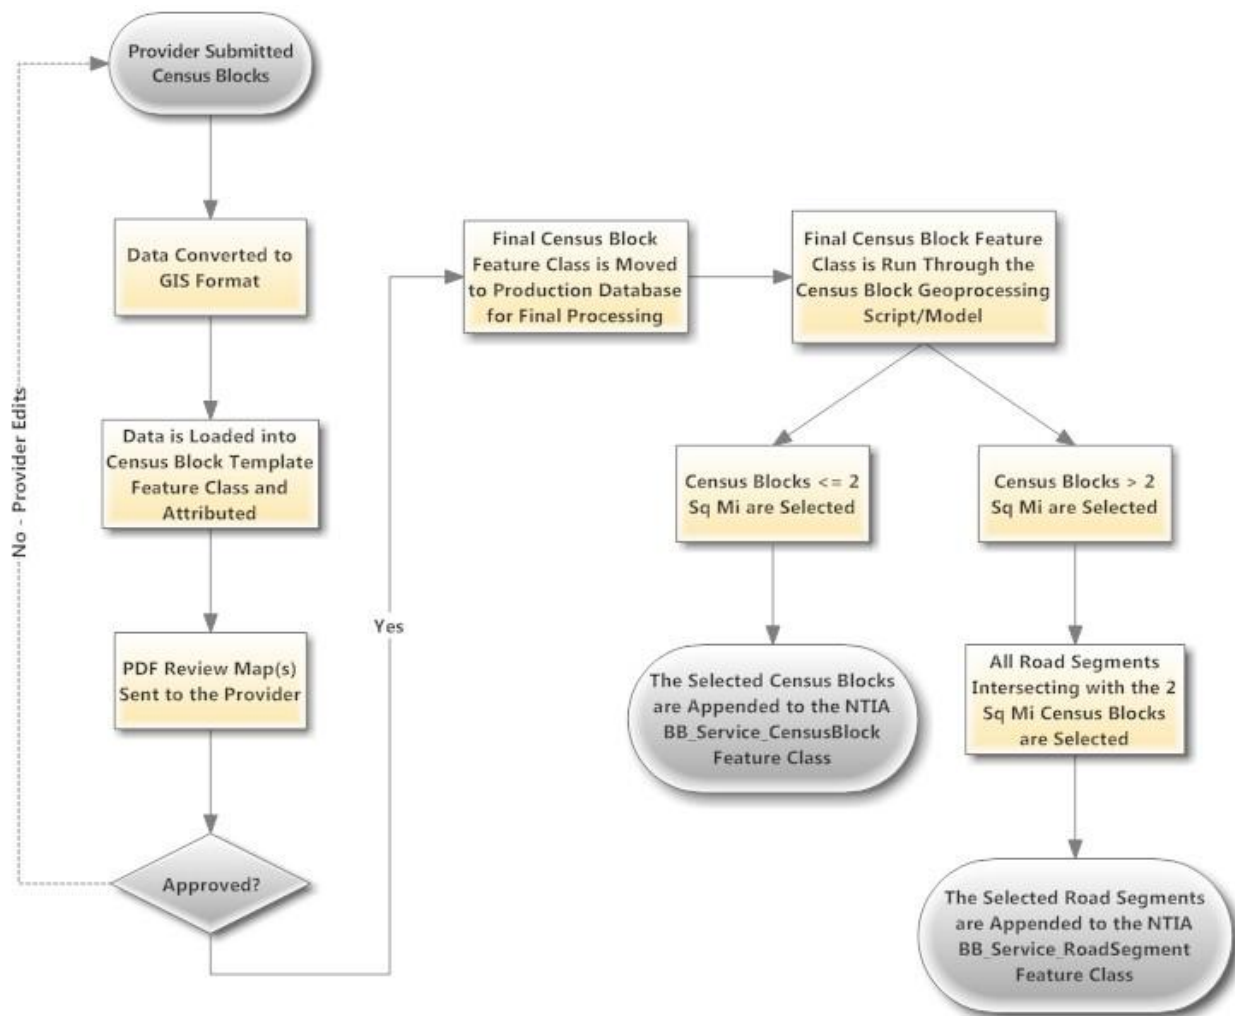 Provider Submitted
Census Blocks
Data Converted to
GIS Format
Data is Loaded into
Census Block Template
Feature Class and
Attributed
PDF Review Map(s)
Sent to the Provider
Approved?
No - Provider Edits
Yes
Final Census Block
Feature Class is Moved
to Production Database
for Final Processing
Final Census Block Feature
Class is Run Through the
Census Block Geoprocessing
Script/Model
Census Blocks <= 2
Sq Mi are Selected
The Selected Census Blocks
are Appended to the NTIA
BB_Service_CensusBlock
Feature Class
Census Blocks > 2
Sq Mi are Selected
All Road Segments
Intersecting with the 2
Sq Mi Census Blocks
are Selected
The Selected Road Segments
are Appended to the NTIA
BB_Service_RoadSegment
Feature Class